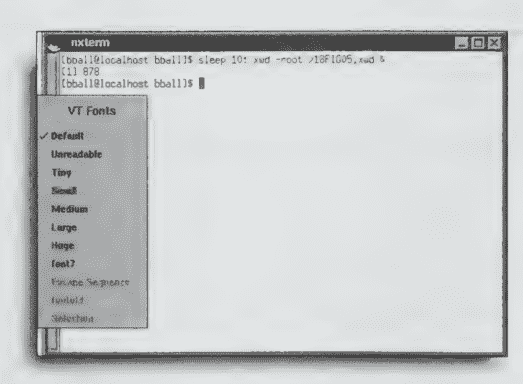 nxterm
[bball@localhost bball]$ sleep 10; xwd -root >18FIG05.xwd &
[1] 878
[bball@localhost bball]$
VT Fonts
✓ Default
Unreadable
Tiny
Small
Medium
Large
Huge
font7
Escape Sequence
Selection